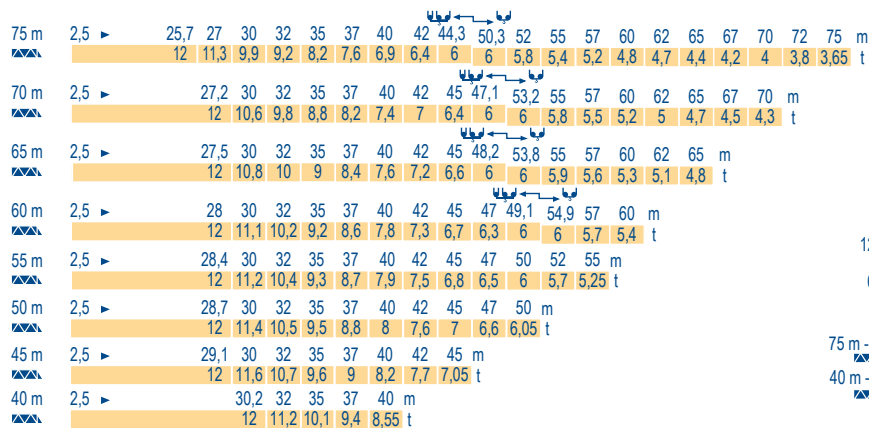 75 m 2,5 ► 25,7 27 30 32 35 37 40 42 44,3 50,3 52 55 57 60 62 65 67 70 72 75 m
12 11,3 9,9 9,2 8,2 7,6 6,9 6,4 6 6 5,8 5,4 5,2 4,8 4,7 4,4 4,2 4 3,8 3,65 t
70 m 2,5 ► 27,2 30 32 35 37 40 42 45 47,1 53,2 55 57 60 62 65 67 70 m
12 10,6 9,8 8,8 8,2 7,4 7 6,4 6 6 5,8 5,5 5,2 5 4,7 4,5 4,3 t
65 m 2,5 ► 27,5 30 32 35 37 40 42 45 48,2 53,8 55 57 60 62 65 m
12 10,8 10 9 8,4 7,6 7,2 6,6 6 6 5,9 5,6 5,3 5,1 4,8 t
60 m 2,5 ► 28 30 32 35 37 40 42 45 47 49,1 54,9 57 60 m
12 11,1 10,2 9,2 8,6 7,8 7,3 6,7 6,3 6 6 5,7 5,4 t
55 m 2,5 ► 28,4 30 32 35 37 40 42 45 47 50 52 55 m
12 11,2 10,4 9,3 8,7 7,9 7,5 6,8 6,5 6 5,7 5,25 t
50 m 2,5 ► 28,7 30 32 35 37 40 42 45 47 50 m
12 11,4 10,5 9,5 8,8 8 7,6 7 6,6 6,05 t
45 m 2,5 ► 29,1 30 32 35 37 40 42 45 m
12 11,6 10,7 9,6 9 8,2 7,7 7,05 t
40 m 2,5 ► 30,2 32 35 37 40 m
12 11,2 10,1 9,4 8,55 t
75 m -
40 m -